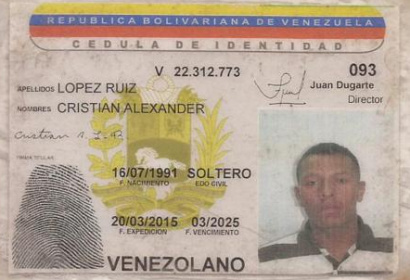 REPUBLICA BOLIVARIANA DE VENEZUELA
CEDULA DE IDENTIDAD
V 22.312.773
093
APELLIDOS LOPEZ RUIZ
Juan Dugarte
Director
NOMBRES CRISTIAN ALEXANDER
Cristian A. L. R.
FIRMA TITULAR
16/07/1991 SOLTERO
F. NACIMIENTO EDO CIVIL
20/03/2015 03/2025
F. EXPEDICION F. VENCIMIENTO
VENEZOLANO